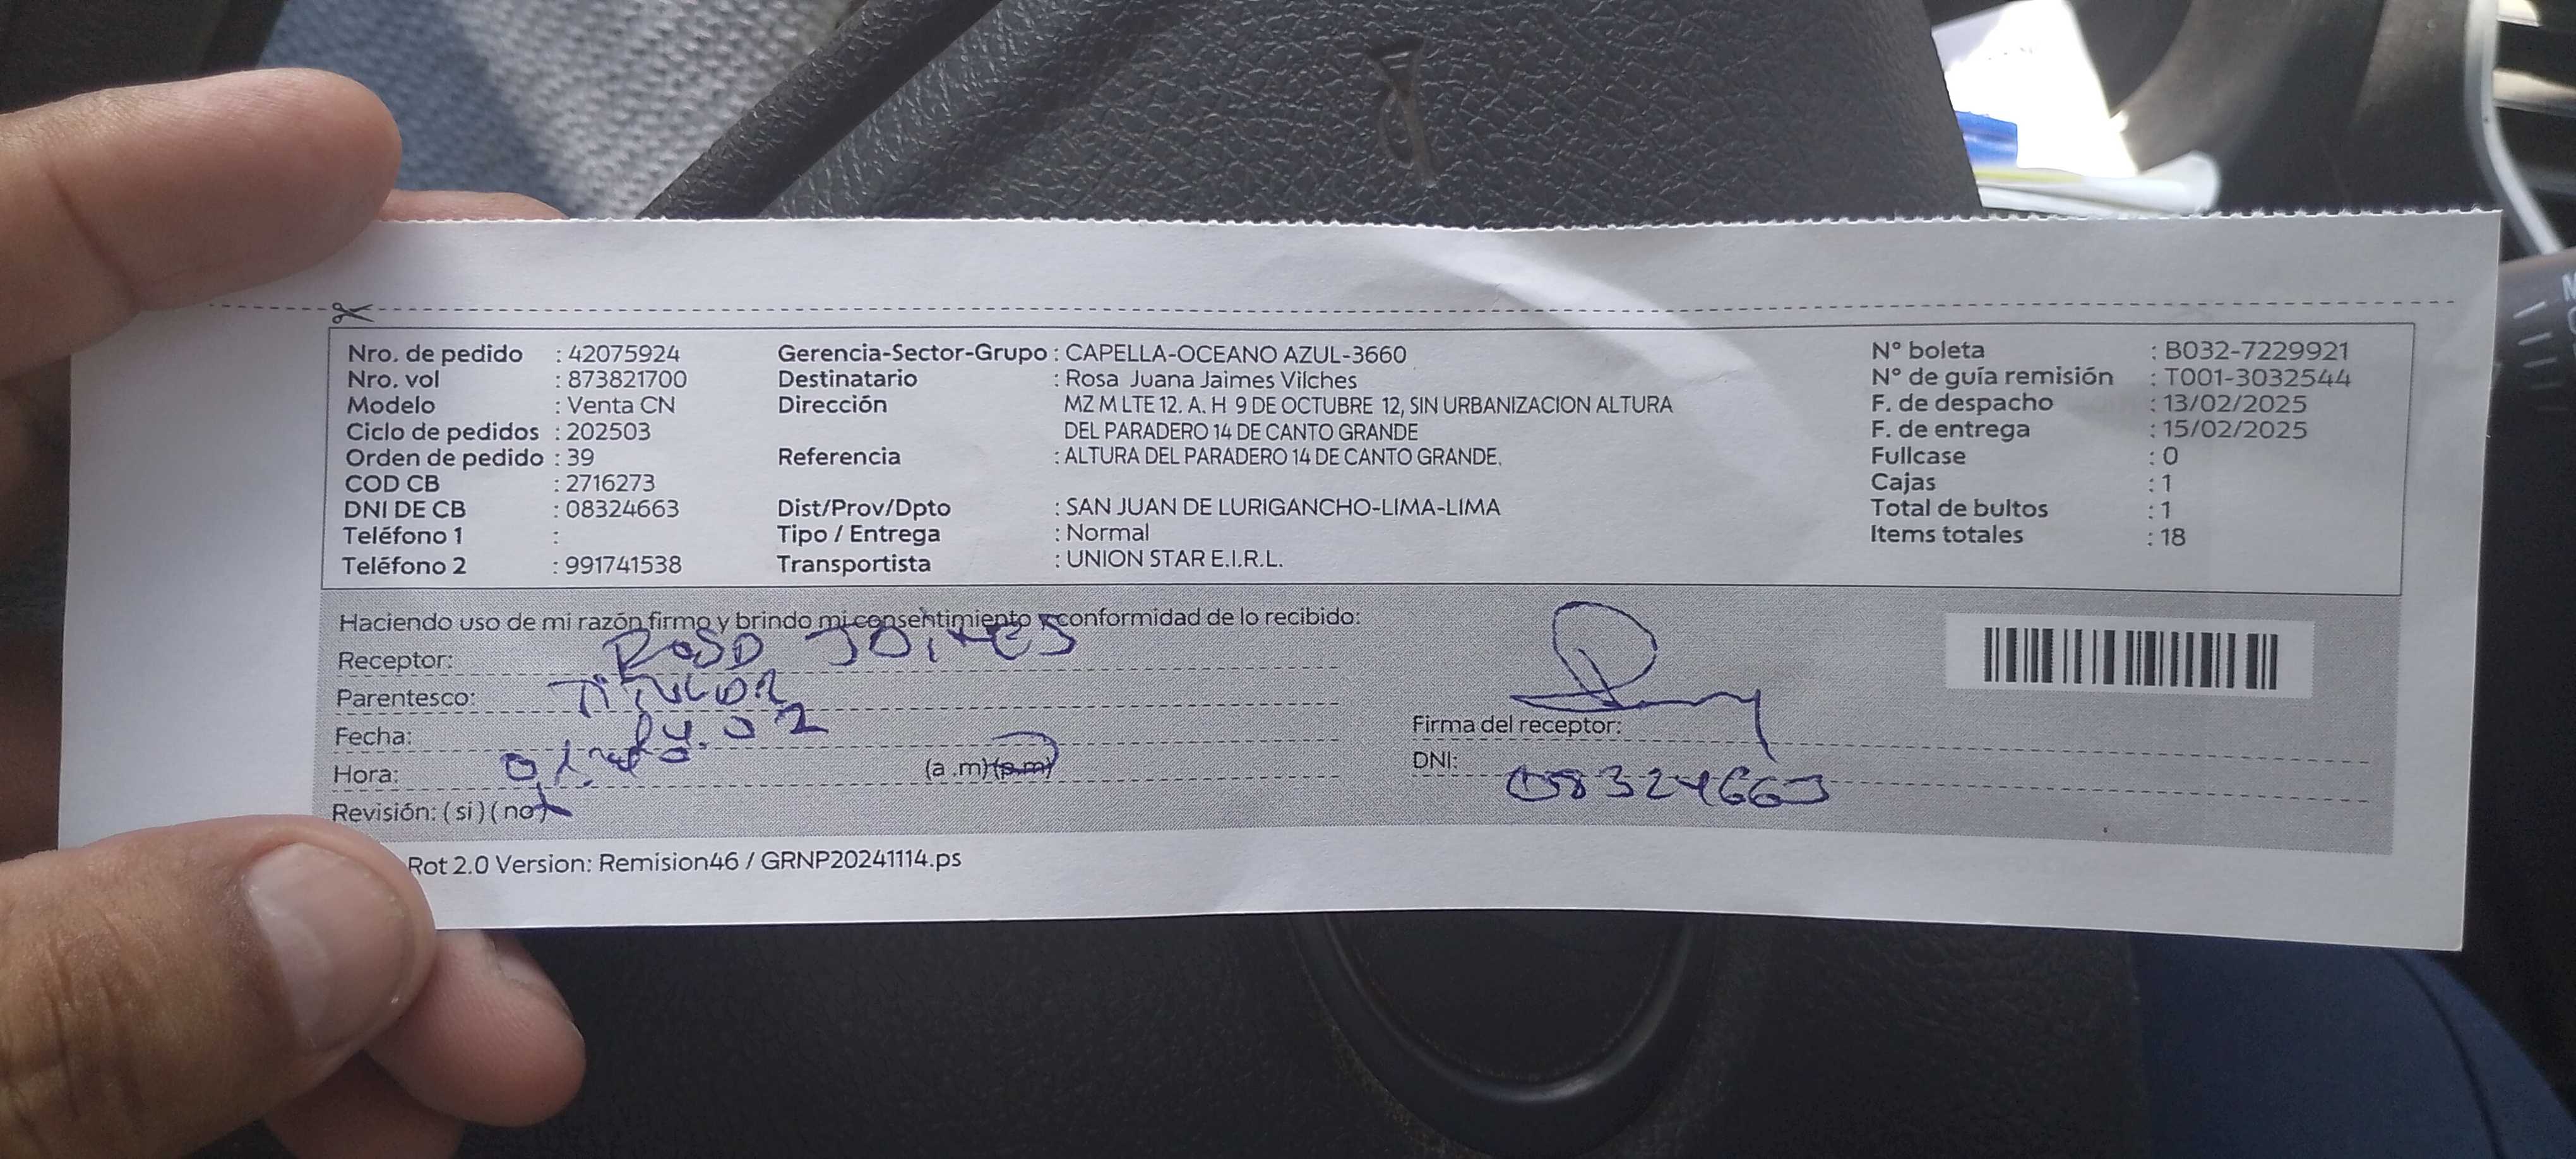 Nro. de pedido : 42075924
Nro. vol : 873821700
Modelo : Venta CN
Ciclo de pedidos : 202503
Orden de pedido : 39
COD CB : 2716273
DNI DE CB : 08324663
Teléfono 1 :
Teléfono 2 : 991741538
Gerencia-Sector-Grupo : CAPELLA-OCEANO AZUL-3660
Destinatario : Rosa Juana Jaimes Vilches
Dirección MZ M LTE 12. A. H 9 DE OCTUBRE 12, SIN URBANIZACION ALTURA
DEL PARADERO 14 DE CANTO GRANDE
Referencia : ALTURA DEL PARADERO 14 DE CANTO GRANDE.
Dist/Prov/Dpto : SAN JUAN DE LURIGANCHO-LIMA-LIMA
Tipo / Entrega : Normal
Transportista : UNION STAR E.I.R.L.
N° boleta : B032-7229921
N° de guía remisión : T001-3032544
F. de despacho : 13/02/2025
F. de entrega : 15/02/2025
Fullcase : 0
Cajas : 1
Total de bultos : 1
Items totales : 18
Haciendo uso de mi razón firmo y brindo mi consentimiento y conformidad de lo recibido:
Receptor: ROSA JAIMES
Parentesco: TITULAR
Fecha:
Hora: (a .m) (p.m)
Revisión: ( si ) ( no )
Firma del receptor:
DNI: 08324663
Rot 2.0 Version: Remision46 / GRNP20241114.ps